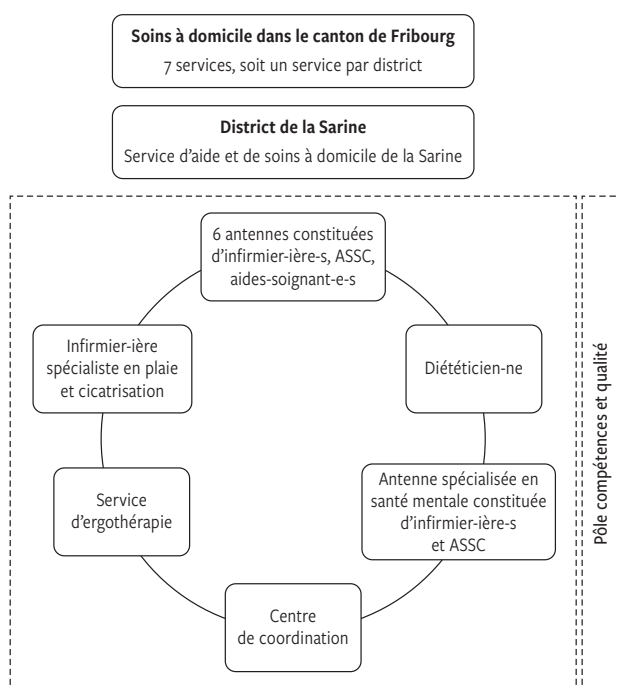 Soins à domicile dans le canton de Fribourg
7 services, soit un service par district
District de la Sarine
Service d'aide et de soins à domicile de la Sarine
6 antennes constituées
d'infirmier-ière-s, ASSC,
aides-soignant-e-s
Infirmier-ière
spécialiste en plaie
et cicatrisation
Diététicien-ne
Service
d'ergothérapie
Antenne spécialisée en
santé mentale constituée
d'infirmier-ière-s
et ASSC
Centre
de coordination
Pôle compétences et qualité